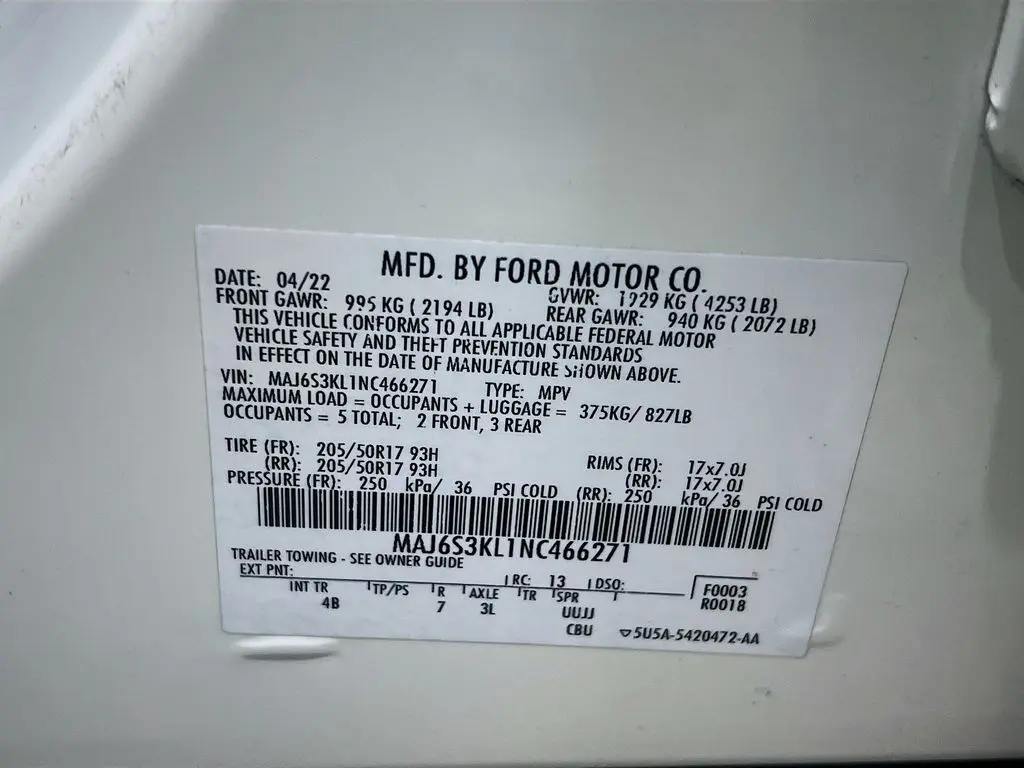 MFD. BY FORD MOTOR CO.
DATE: 04/22 GVWR: 1929 KG ( 4253 LB)
FRONT GAWR: 995 KG ( 2194 LB) REAR GAWR: 940 KG ( 2072 LB)
THIS VEHICLE CONFORMS TO ALL APPLICABLE FEDERAL MOTOR
VEHICLE SAFETY AND THEFT PREVENTION STANDARDS
IN EFFECT ON THE DATE OF MANUFACTURE SHOWN ABOVE.
VIN: MAJ6S3KL1NC466271 TYPE: MPV
MAXIMUM LOAD = OCCUPANTS + LUGGAGE = 375KG/ 827LB
OCCUPANTS = 5 TOTAL; 2 FRONT, 3 REAR
TIRE (FR): 205/50R17 93H RIMS (FR): 17x7.0J
(RR): 205/50R17 93H (RR): 17x7.0J
PRESSURE (FR): 250 kPa/ 36 PSI COLD (RR): 250 kPa/ 36 PSI COLD
MAJ6S3KL1NC466271
TRAILER TOWING - SEE OWNER GUIDE
EXT PNT: RC: 13 DSO: F0003
INT TR TP/PS R AXLE TR SPR R0018
4B 7 3L UUJJ
CBU 5U5A-5420472-AA